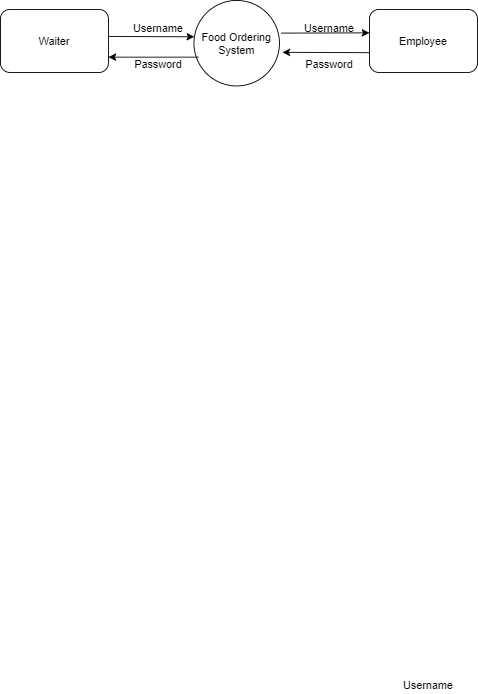 Username
Username
Waiter
Food Ordering
System
Employee
Password
Password
Username